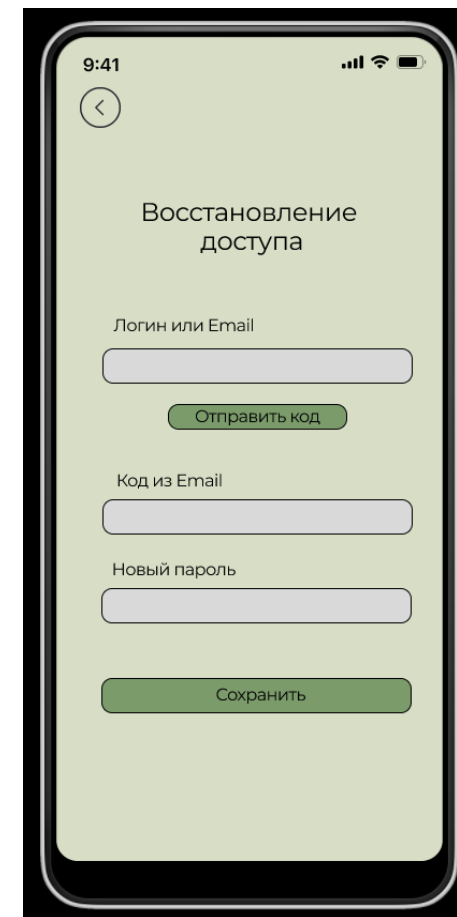 9:41
Восстановление
доступа
Логин или Email
Отправить код
Код из Email
Новый пароль
Сохранить